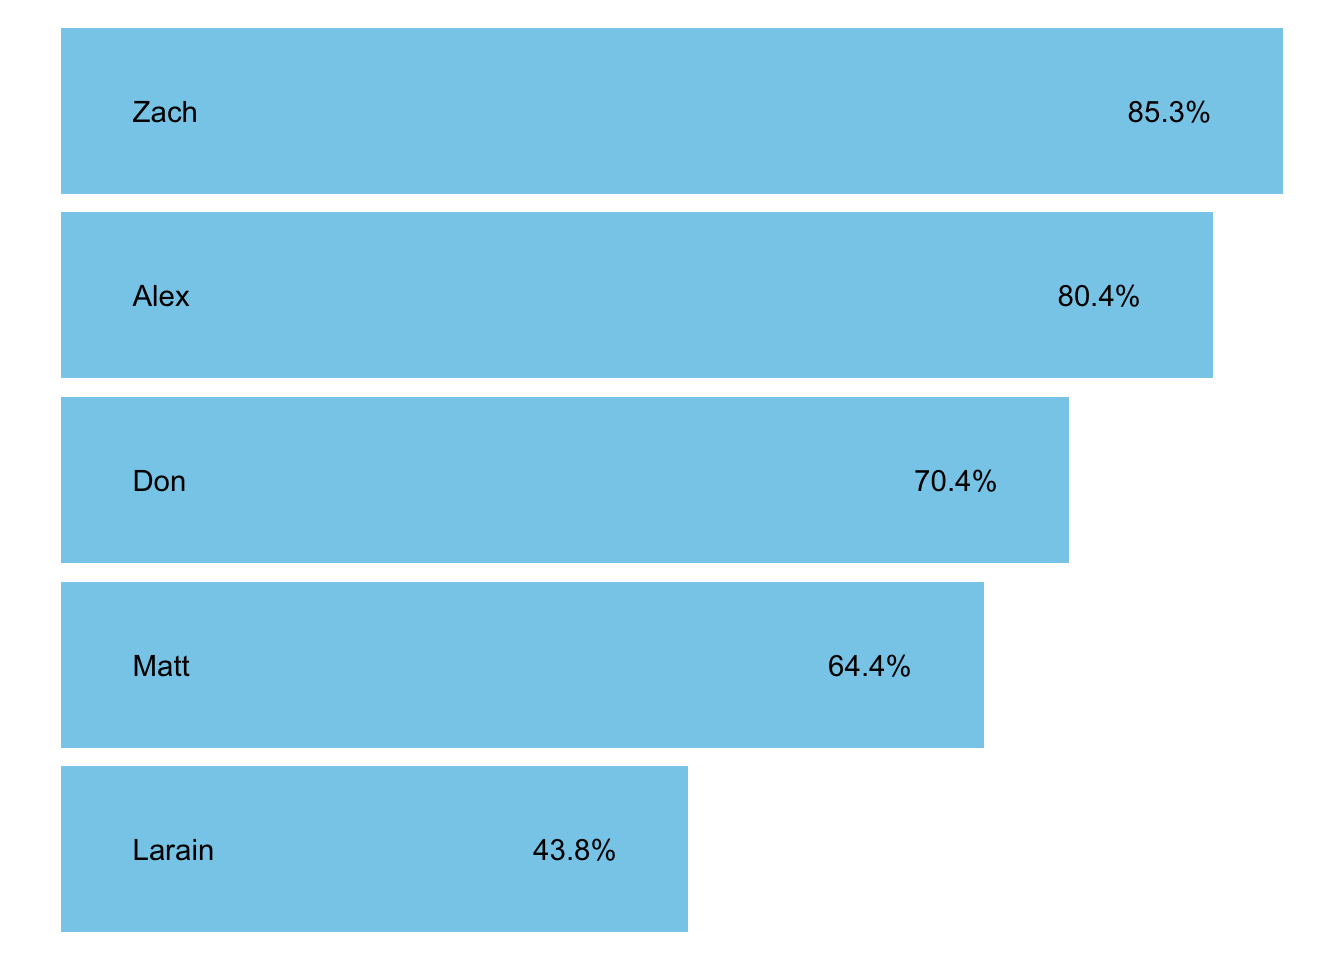 Zach 85.3%
Alex 80.4%
Don 70.4%
Matt 64.4%
Larain 43.8%